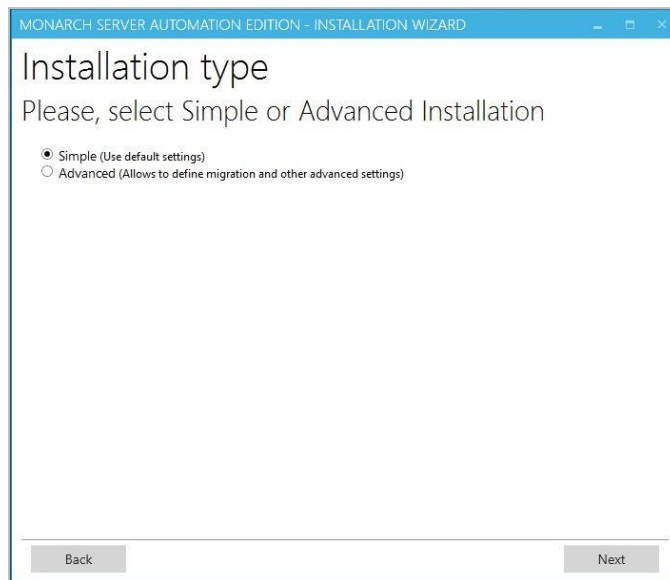 MONARCH SERVER AUTOMATION EDITION - INSTALLATION WIZARD
Installation type
Please, select Simple or Advanced Installation
Simple (Use default settings)
Advanced (Allows to define migration and other advanced settings)
Back
Next